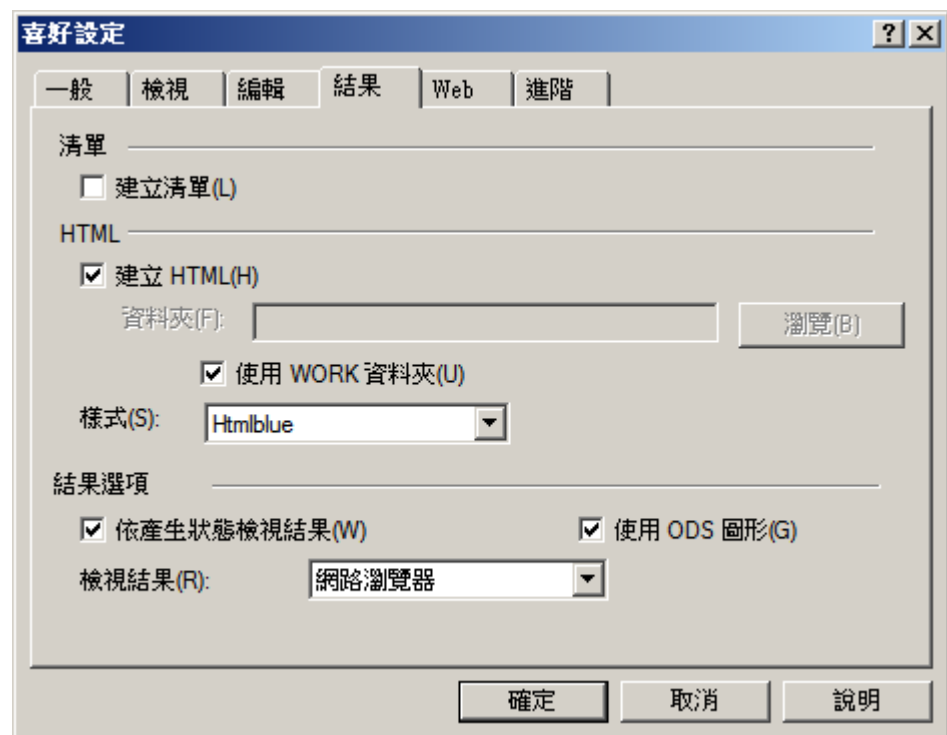 喜好設定
一般 檢視 編輯 結果 Web 進階
清單
建立清單(L)
HTML
建立 HTML(H)
資料夾(F): 瀏覽(B)
使用 WORK 資料夾(U)
樣式(S): Htmlblue
結果選項
依產生狀態檢視結果(W) 使用 ODS 圖形(G)
檢視結果(R): 網路瀏覽器
確定 取消 說明